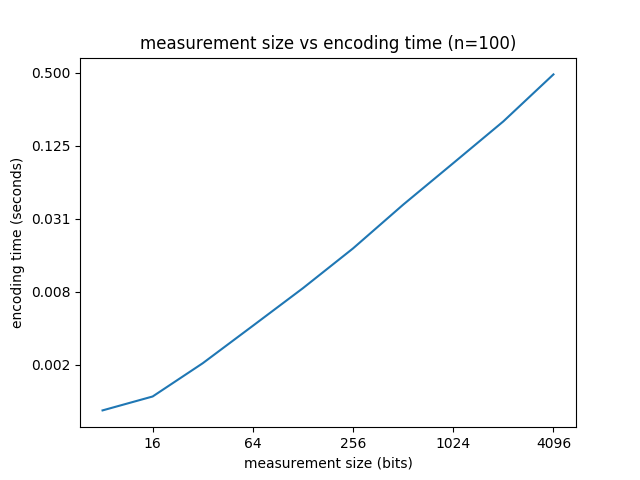 measurement size vs encoding time (n=100)
encoding time (seconds)
0.500
0.125
0.031
0.008
0.002
16 64 256 1024 4096
measurement size (bits)